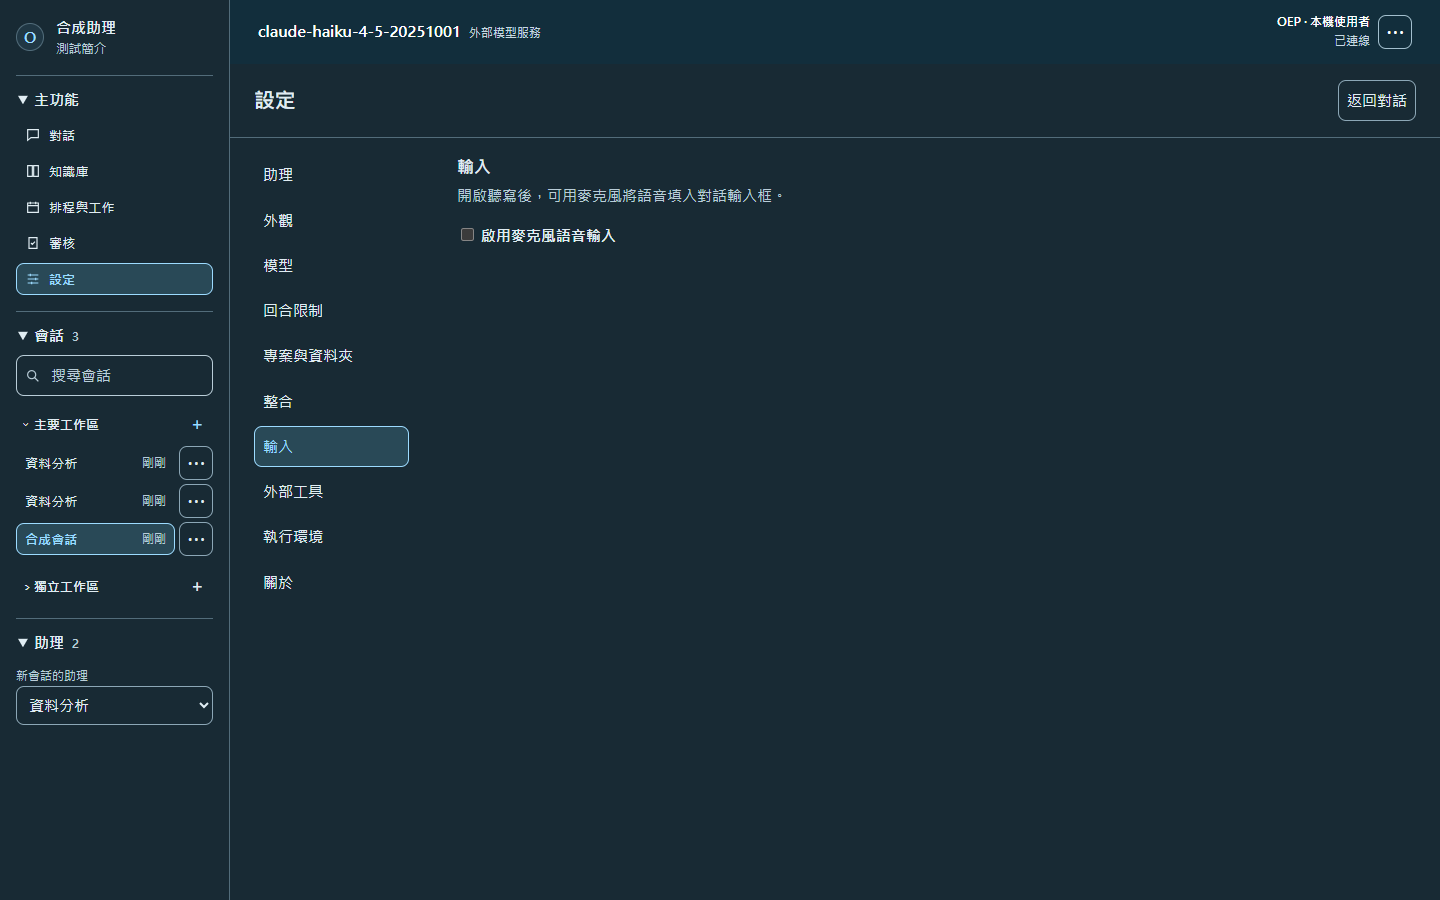 O
合成助理
測試簡介
▼ 主功能
對話
知識庫
排程與工作
審核
設定
▼ 會話 3
搜尋會話
主要工作區 +
資料分析 剛剛 ...
資料分析 剛剛 ...
合成會話 剛剛 ...
獨立工作區 +
▼ 助理 2
新會話的助理
資料分析
claude-haiku-4-5-20251001 外部模型服務
OEP · 本機使用者
已連線
...
設定
返回對話
助理
外觀
模型
回合限制
專案與資料夾
整合
輸入
外部工具
執行環境
關於
輸入
開啟聽寫後，可用麥克風將語音填入對話輸入框。
啟用麥克風語音輸入